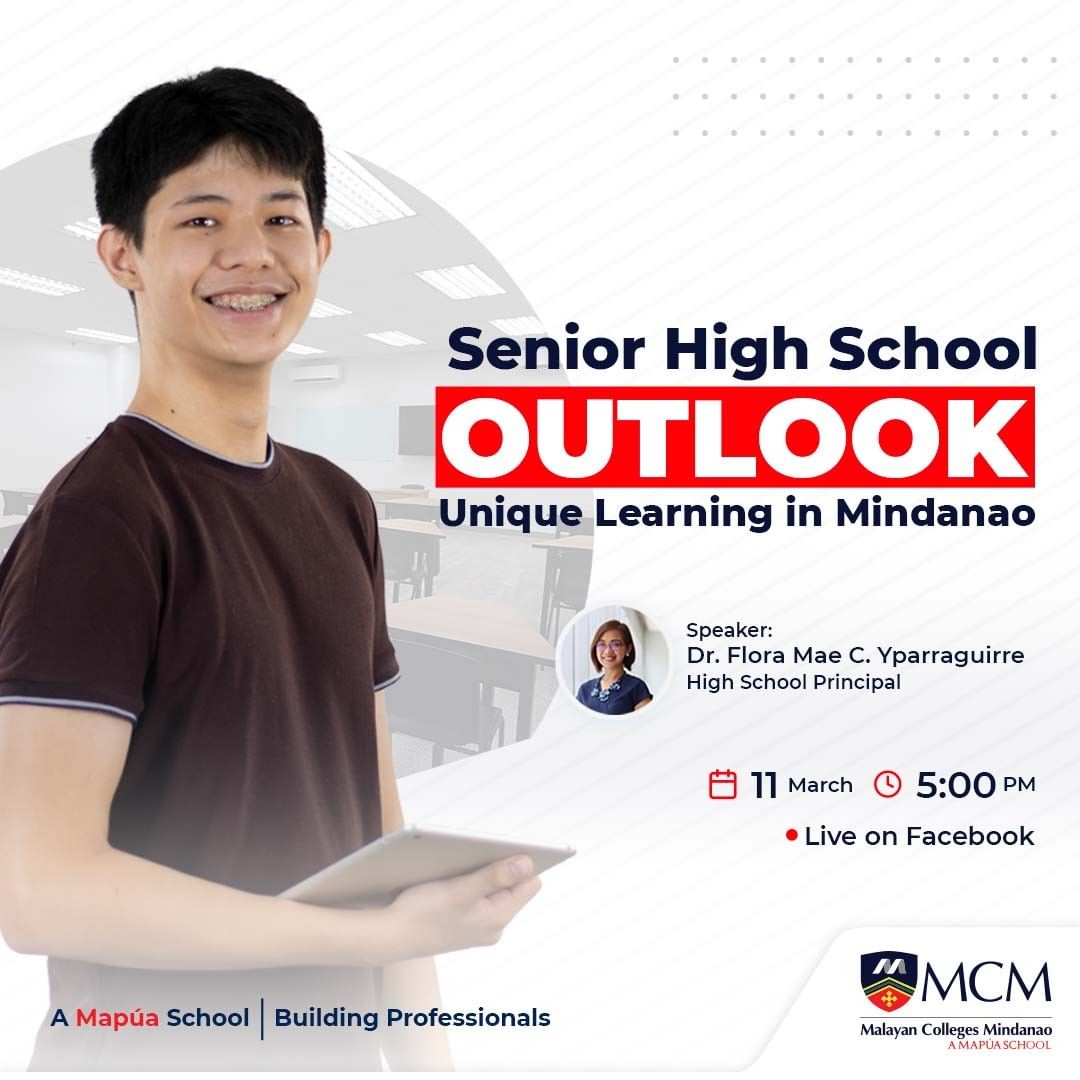 Senior High School
OUTLOOK
Unique Learning in Mindanao
Speaker:
Dr. Flora Mae C. Yparraguirre
High School Principal
11 March 5:00 PM
Live on Facebook
A Mapúa School | Building Professionals
MCM
Malayan Colleges Mindanao
A MAPÚA SCHOOL